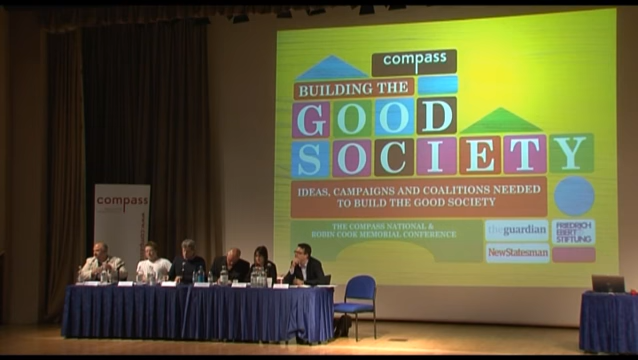 compass
BUILDING THE
GOOD
SOCIETY
IDEAS, CAMPAIGNS AND COALITIONS NEEDED
TO BUILD THE GOOD SOCIETY
THE COMPASS NATIONAL &
ROBIN COOK MEMORIAL CONFERENCE
theguardian
FRIEDRICH
EBERT
STIFTUNG
NewStatesman
compass